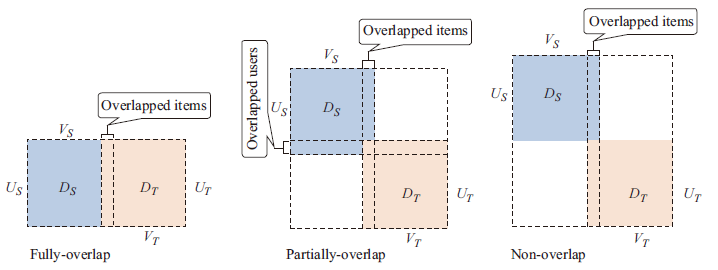 Overlapped items
V_S
U_S
D_S
D_T
U_T
V_T
Fully-overlap
Overlapped items
V_S
Overlapped users
U_S
D_S
D_T
U_T
V_T
Partially-overlap
Overlapped items
V_S
U_S
D_S
D_T
U_T
V_T
Non-overlap